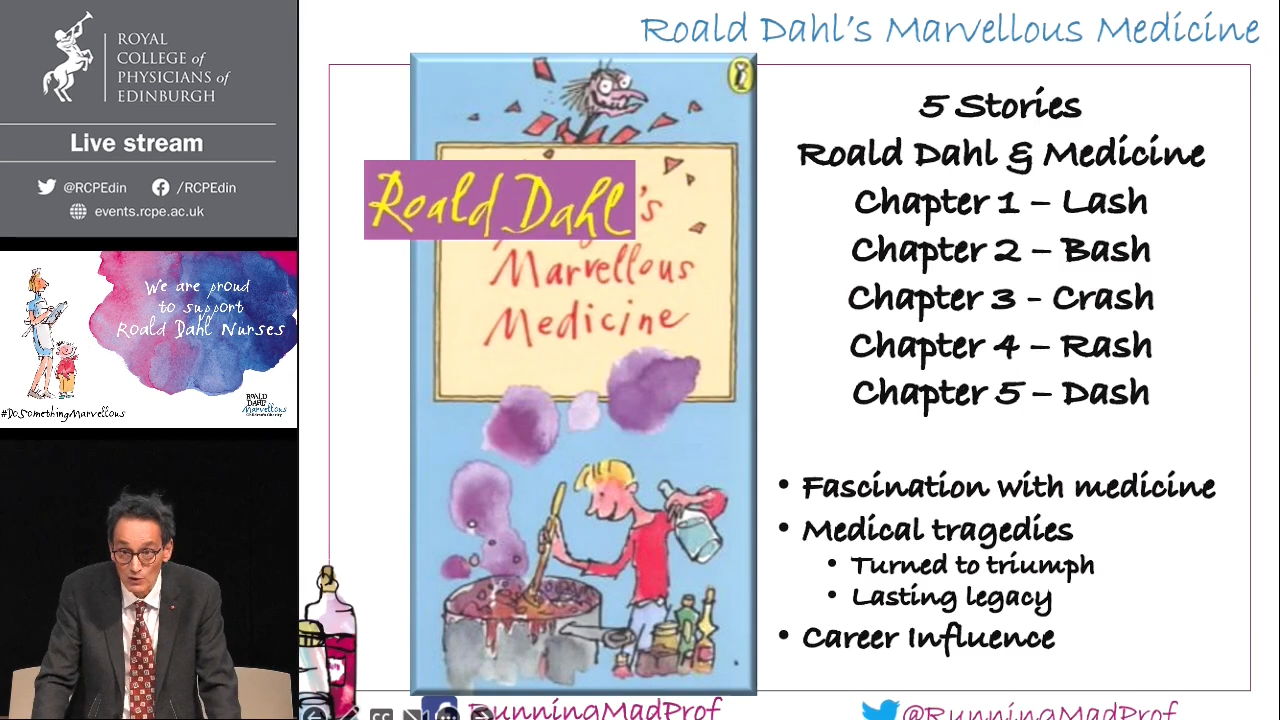 ROYAL
COLLEGE of
PHYSICIANS of
EDINBURGH
Live stream
@RCPEdin
/RCPEdin
events.rcpe.ac.uk
We are proud
to support
Roald Dahl Nurses
#DoSomethingMarvellous
ROALD
DAHL'S
Marvellous
Roald Dahl's Marvellous Medicine
Roald Dahl's
Marvellous
Medicine
5 Stories
Roald Dahl & Medicine
Chapter 1 – Lash
Chapter 2 – Bash
Chapter 3 - Crash
Chapter 4 – Rash
Chapter 5 – Dash
• Fascination with medicine
• Medical tragedies
• Turned to triumph
• Lasting legacy
• Career Influence
RunningMadProf
@RunningMadProf